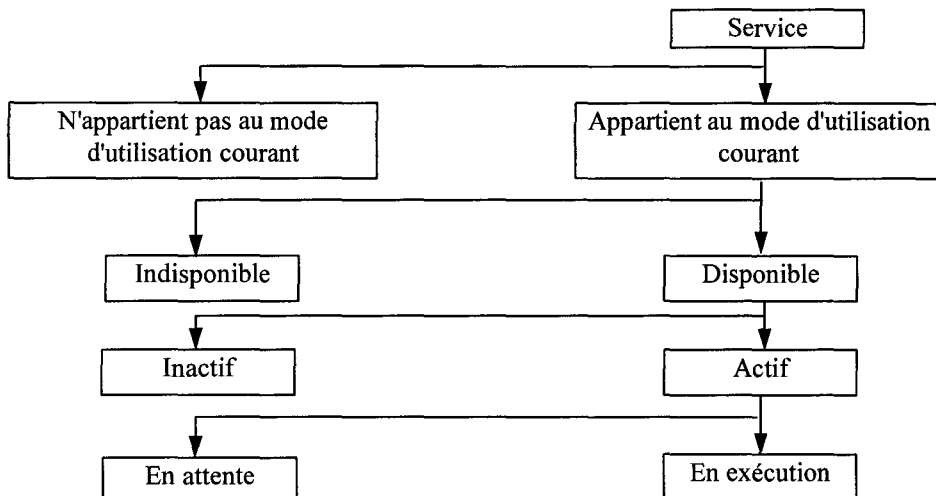 Service
N'appartient pas au mode
d'utilisation courant
Appartient au mode d'utilisation
courant
Indisponible
Disponible
Inactif
Actif
En attente
En exécution